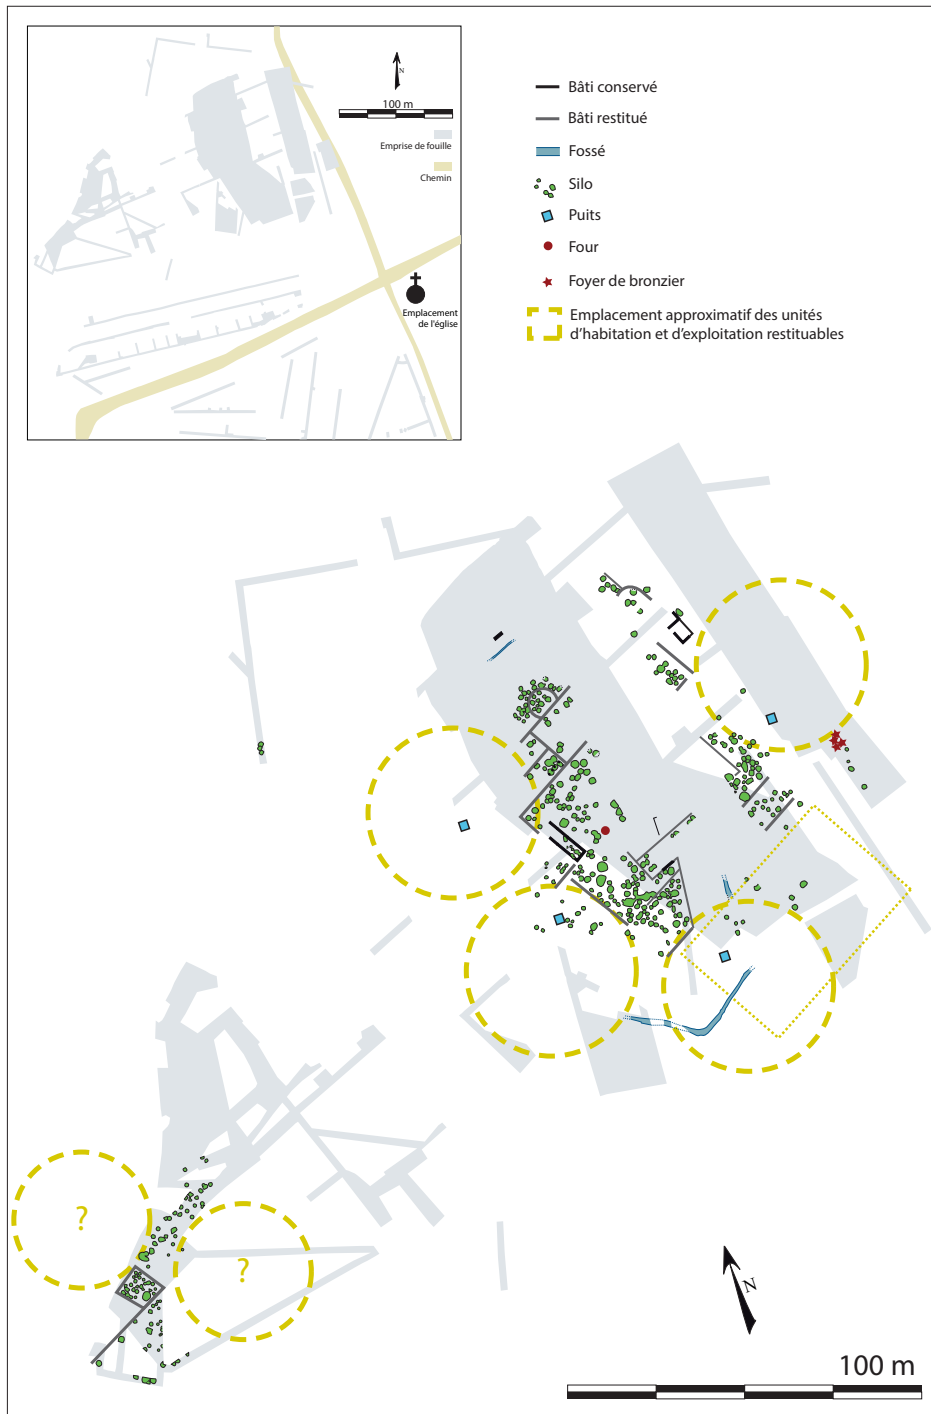 N
100 m
Emprise de fouille
Chemin
Emplacement
de l'église
Bâti conservé
Bâti restitué
Fossé
Silo
Puits
Four
Foyer de bronzier
Emplacement approximatif des unités
d'habitation et d'exploitation restituables
?
?
N
100 m